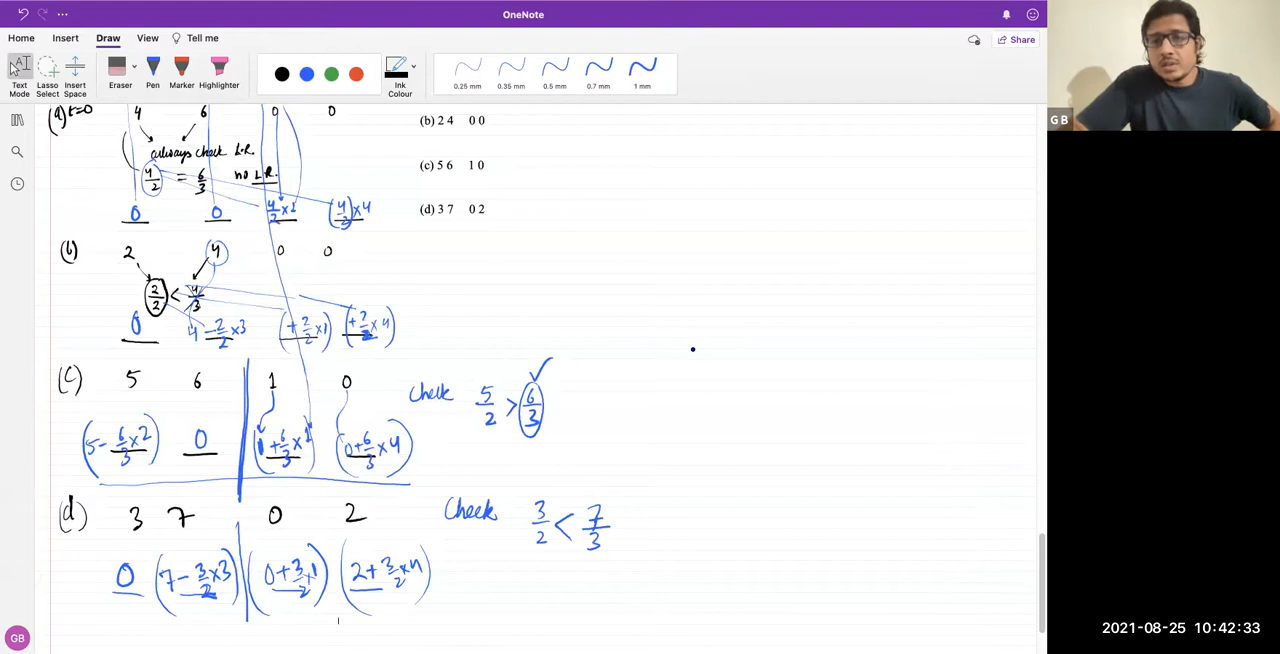 OneNote
Home Insert Draw View Tell me
Share
Text Mode
Lasso Select
Insert Space
Eraser
Pen
Marker
Highlighter
Ink Colour
0.25 mm 0.35 mm 0.5 mm 0.7 mm 1 mm
G B
(a) t=0 4 6 0 0
always check L.R.
4/2 = 6/3 no L.R.
0 0 4/2 x 1 (4/2) x 4
(b) 2 4 0 0
(c) 5 6 1 0
(d) 3 7 0 2
(b) 2 4 0 0
2/2 < 4/3
0 4 - 2/2 x 3 (+ 2/2 x 1) (+ 2/2 x 4)
(c) 5 6 1 0 Check 5/2 > 6/3 ✓
(5 - 6/3 x 2) 0 (1 + 6/3 x 1) (0 + 6/3 x 4)
(d) 3 7 0 2 Check 3/2 < 7/3
0 (7 - 3/2 x 3) (0 + 3/2 x 1) (2 + 3/2 x 4)
GB
2021-08-25 10:42:33